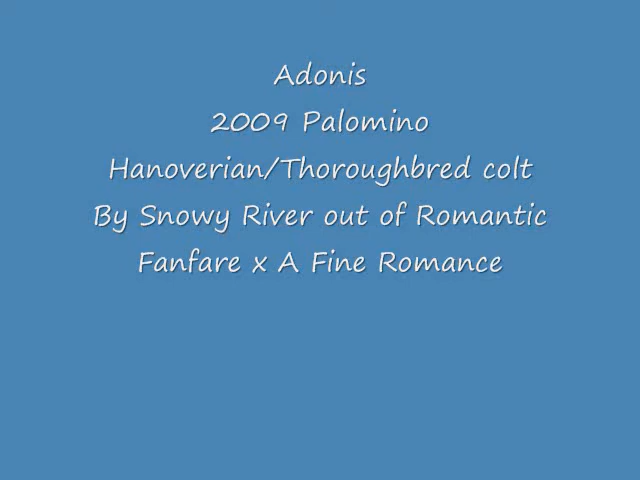 Adonis
2009 Palomino
Hanoverian/Thoroughbred colt
By Snowy River out of Romantic
Fanfare x A Fine Romance